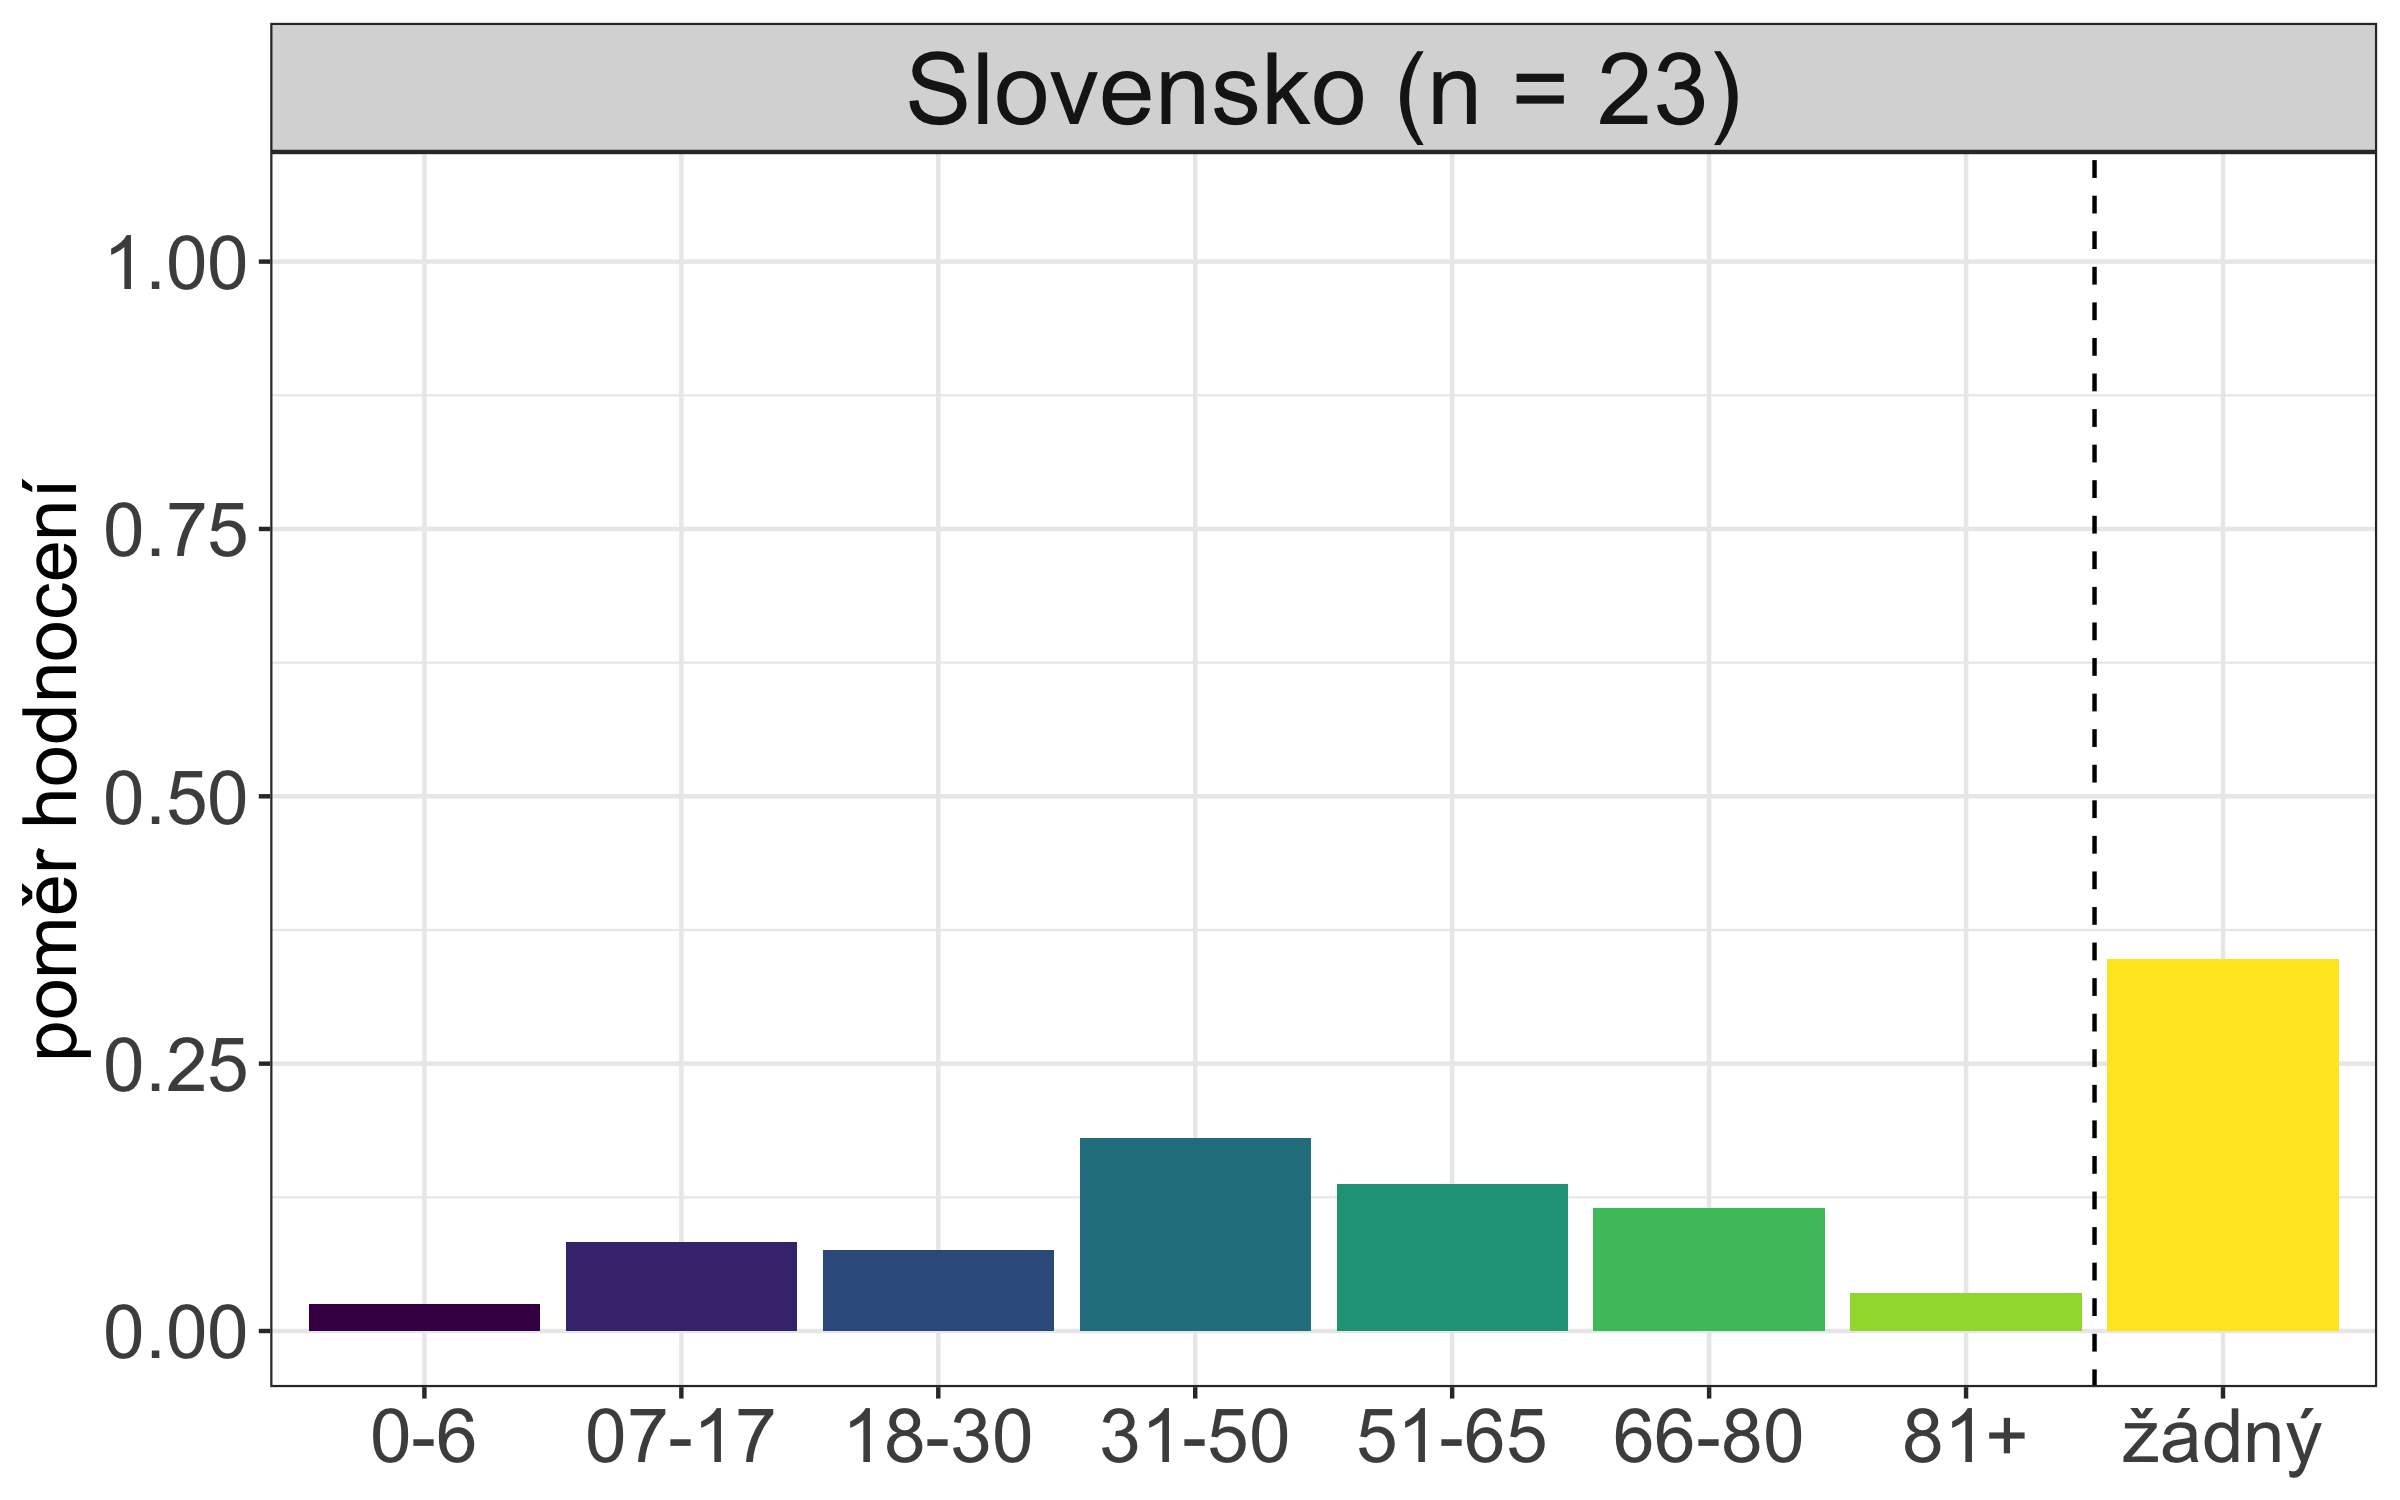 Slovensko (n = 23)
poměr hodnocení
1.00
0.75
0.50
0.25
0.00
0-6 07-17 18-30 31-50 51-65 66-80 81+ žádný